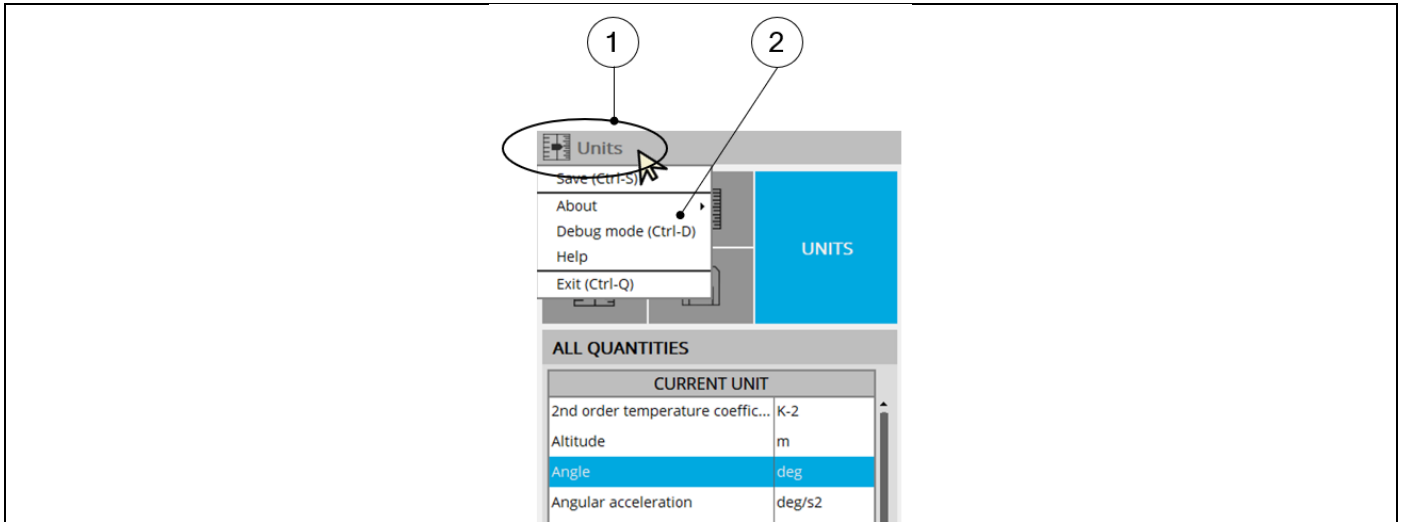 1 2
Units
Save (Ctrl-S)
About
Debug mode (Ctrl-D)
Help
Exit (Ctrl-Q)
UNITS
ALL QUANTITIES
CURRENT UNIT
2nd order temperature coeffic... K-2
Altitude m
Angle deg
Angular acceleration deg/s2